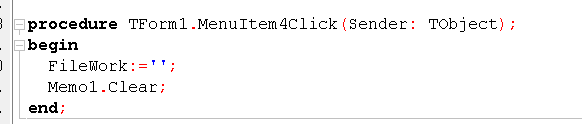 procedure TForm1.MenuItem4Click(Sender: TObject);
begin
FileWork:='';
Memo1.Clear;
end;